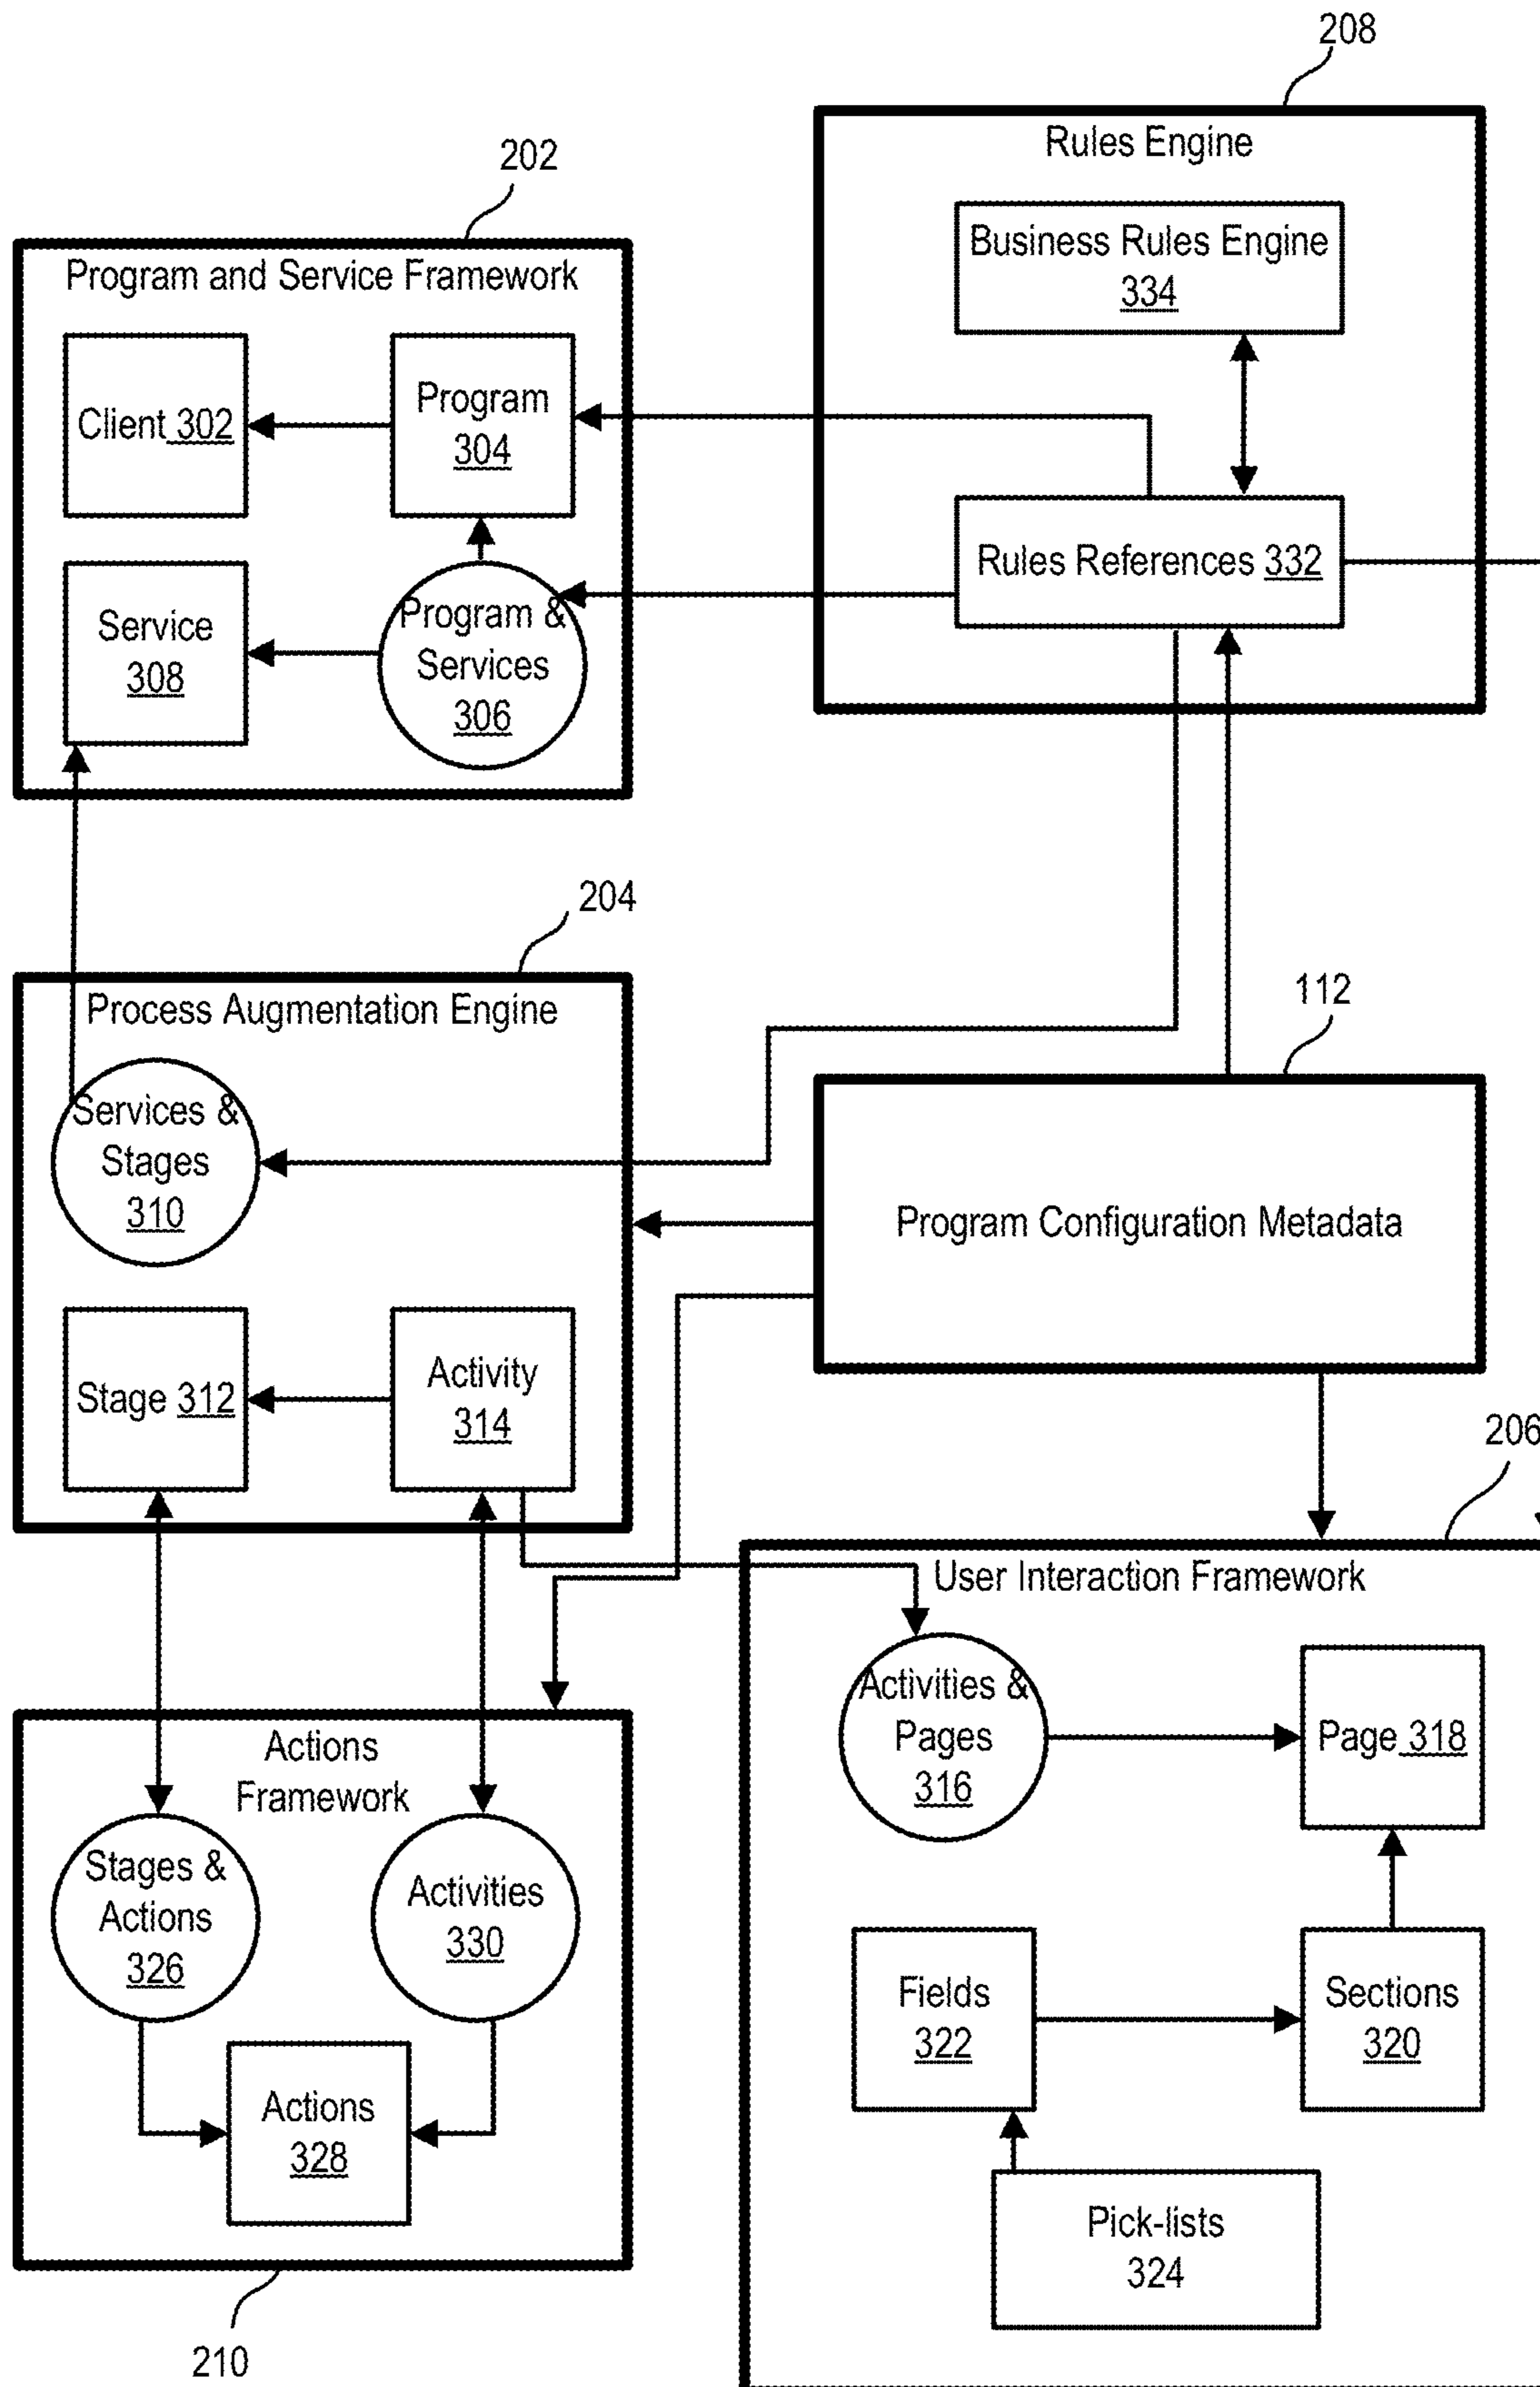 208
Rules Engine
Business Rules Engine
334
Rules References 332
202
Program and Service Framework
Client 302
Program
304
Service
308
Program &
Services
306
204
Process Augmentation Engine
Services &
Stages
310
Stage 312
Activity
314
112
Program Configuration Metadata
206
User Interaction Framework
Activities &
Pages
316
Page 318
Fields
322
Sections
320
Pick-lists
324
Actions
Framework
Stages &
Actions
326
Activities
330
Actions
328
210